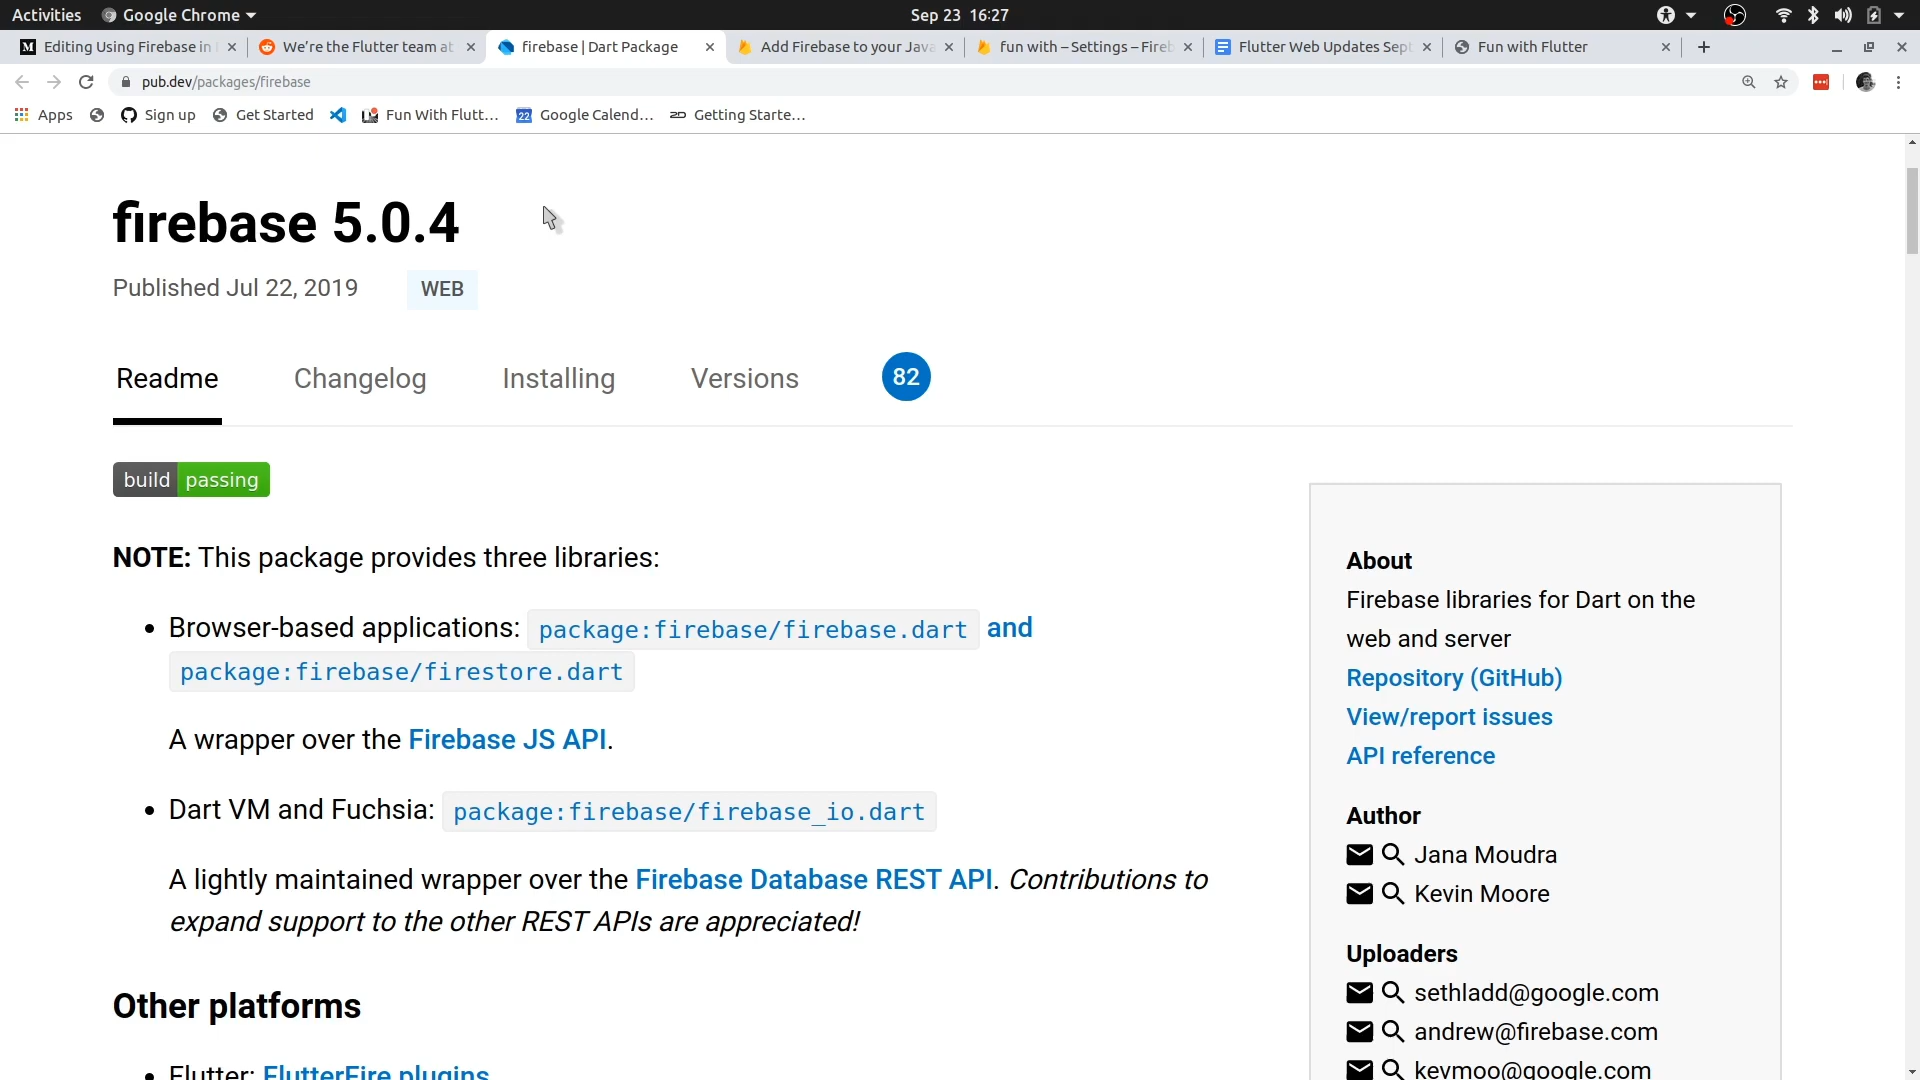 Activities Google Chrome Sep 23 16:27
Editing Using Firebase in We're the Flutter team at firebase | Dart Package Add Firebase to your Java fun with – Settings – Fireb Flutter Web Updates Sept Fun with Flutter
pub.dev/packages/firebase
Apps Sign up Get Started Fun With Flutt... 22 Google Calend... Getting Starte...
firebase 5.0.4
Published Jul 22, 2019 WEB
Readme Changelog Installing Versions 82
build passing
NOTE: This package provides three libraries:
• Browser-based applications: package:firebase/firebase.dart and
package:firebase/firestore.dart
A wrapper over the Firebase JS API.
• Dart VM and Fuchsia: package:firebase/firebase_io.dart
A lightly maintained wrapper over the Firebase Database REST API. Contributions to
expand support to the other REST APIs are appreciated!
Other platforms
• Flutter: FlutterFire plugins
About
Firebase libraries for Dart on the
web and server
Repository (GitHub)
View/report issues
API reference
Author
Jana Moudra
Kevin Moore
Uploaders
sethladd@google.com
andrew@firebase.com
kevmoo@google.com